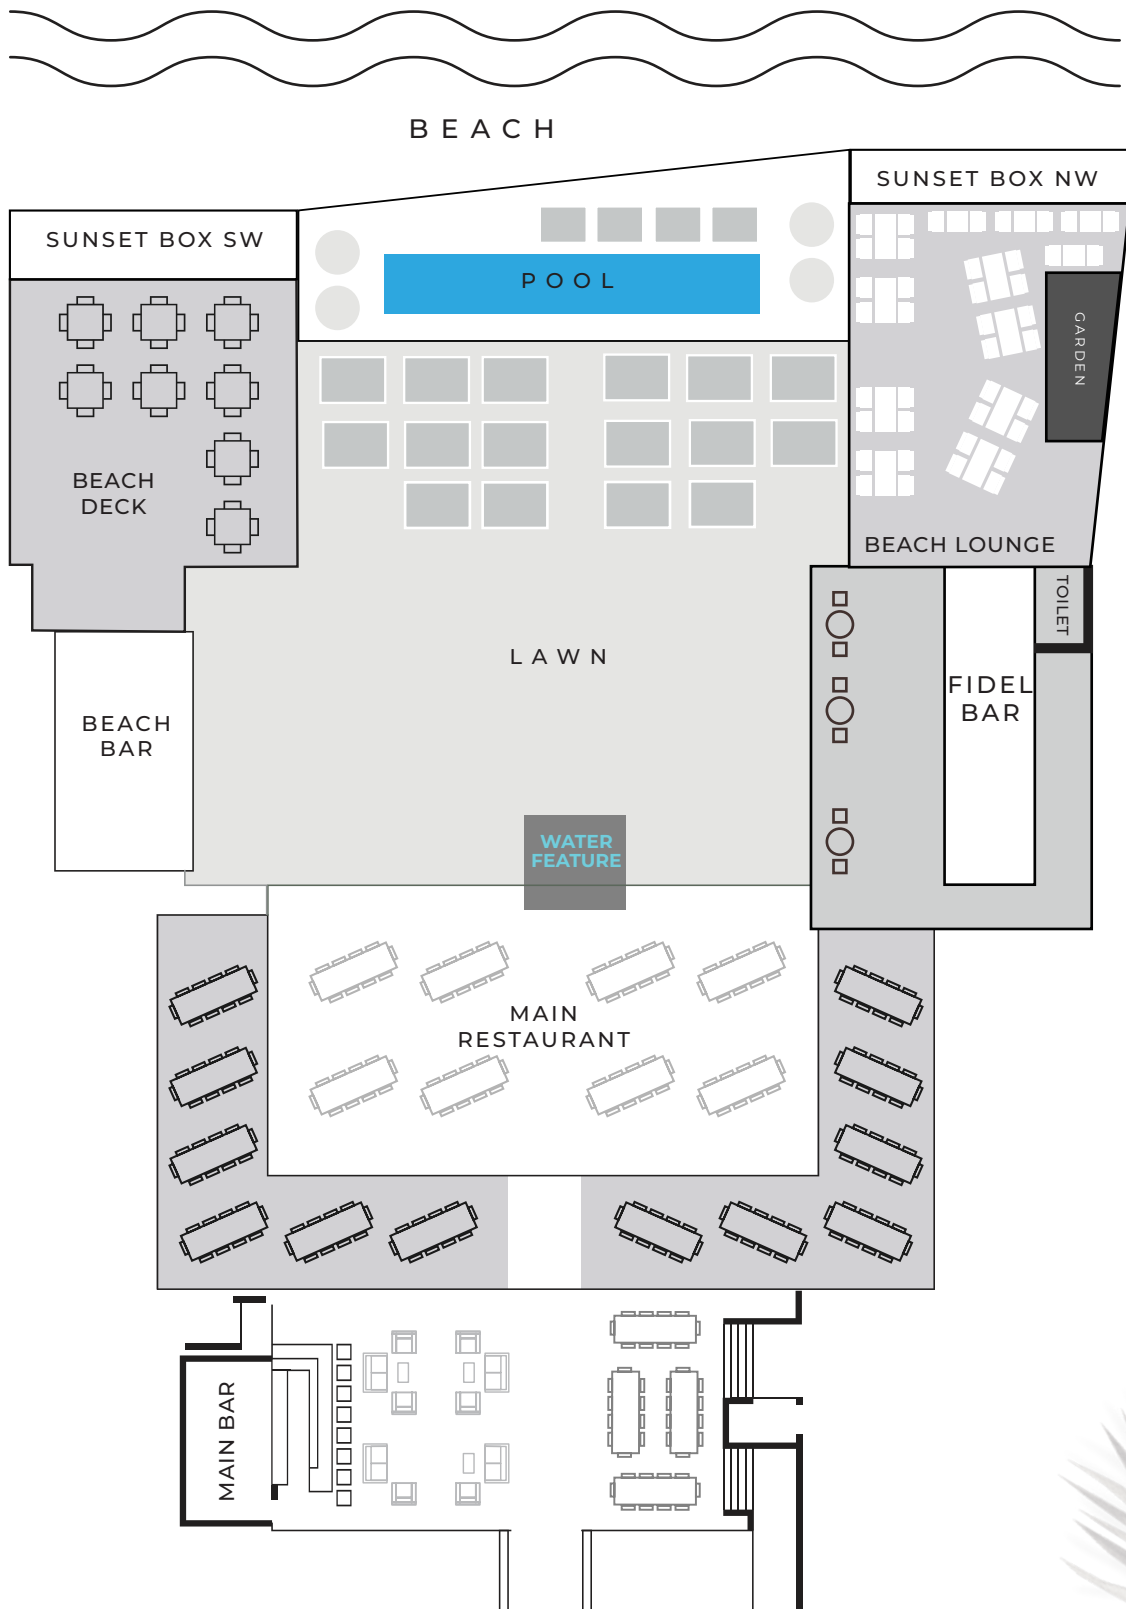 BEACH
SUNSET BOX NW
SUNSET BOX SW
POOL
GARDEN
BEACH
DECK
BEACH LOUNGE
TOILET
LAWN
FIDEL
BAR
BEACH
BAR
WATER
FEATURE
MAIN
RESTAURANT
MAIN BAR